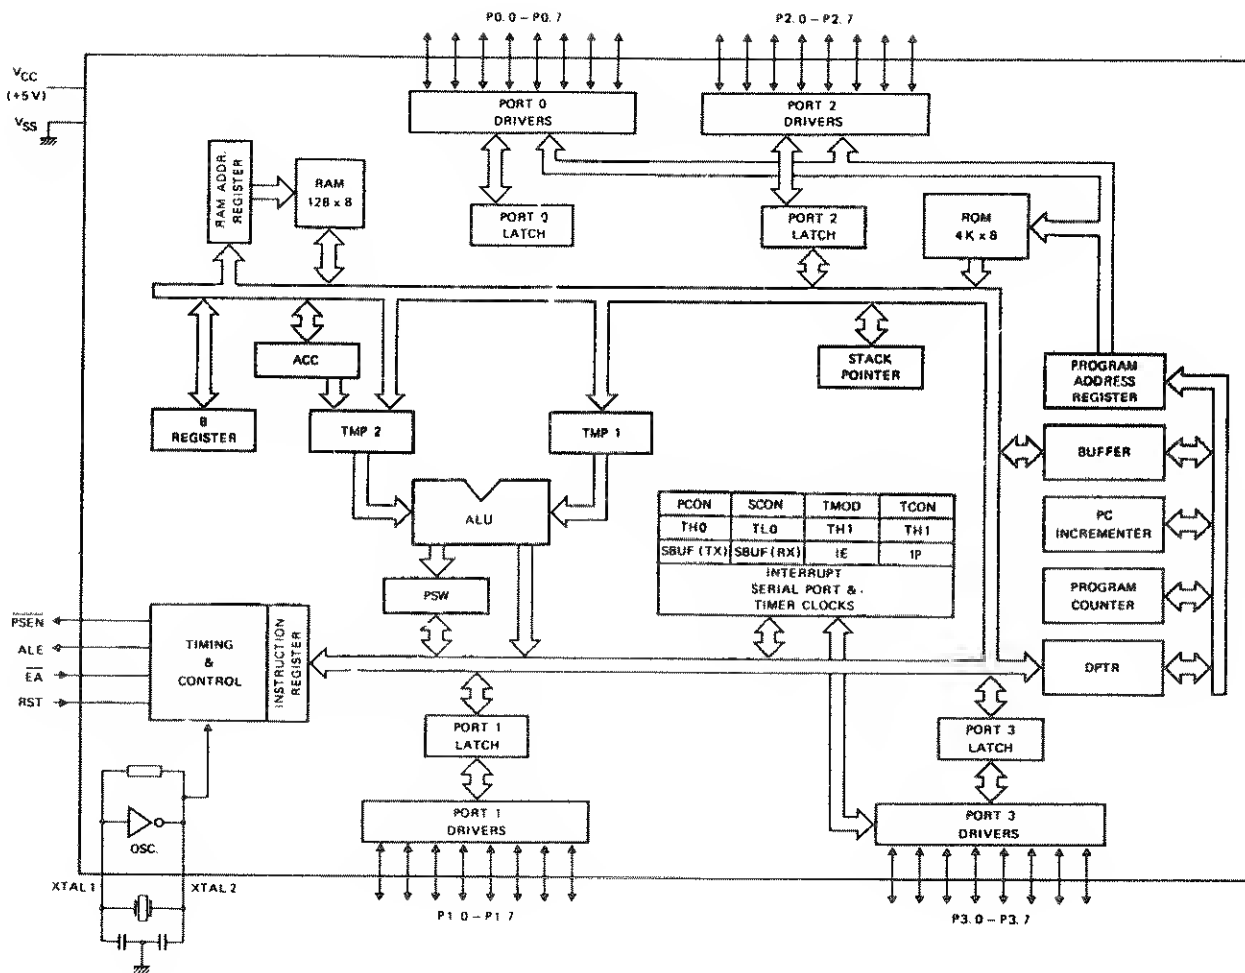 P0.0-P0.7
P2.0-P2.7
VCC
(+5V)
VSS
PORT 0
DRIVERS
PORT 2
DRIVERS
RAM ADDR.
REGISTER
RAM
128 x 8
PORT 0
LATCH
PORT 2
LATCH
ROM
4K x 8
ACC
STACK
POINTER
PROGRAM
ADDRESS
REGISTER
B
REGISTER
TMP 2
TMP 1
BUFFER
ALU
PCON SCON TMOD TCON
TH0 TL0 TH1 TH1
SBUF (TX) SBUF (RX) IE IP
INTERRUPT
SERIAL PORT &
TIMER CLOCKS
PC
INCREMENTER
PSW
PROGRAM
COUNTER
PSEN
ALE
EA
RST
TIMING
&
CONTROL
INSTRUCTION
REGISTER
DPTR
PORT 1
LATCH
PORT 3
LATCH
OSC.
PORT 1
DRIVERS
PORT 3
DRIVERS
XTAL 1
XTAL 2
P1 0-P1 7
P3.0-P3.7